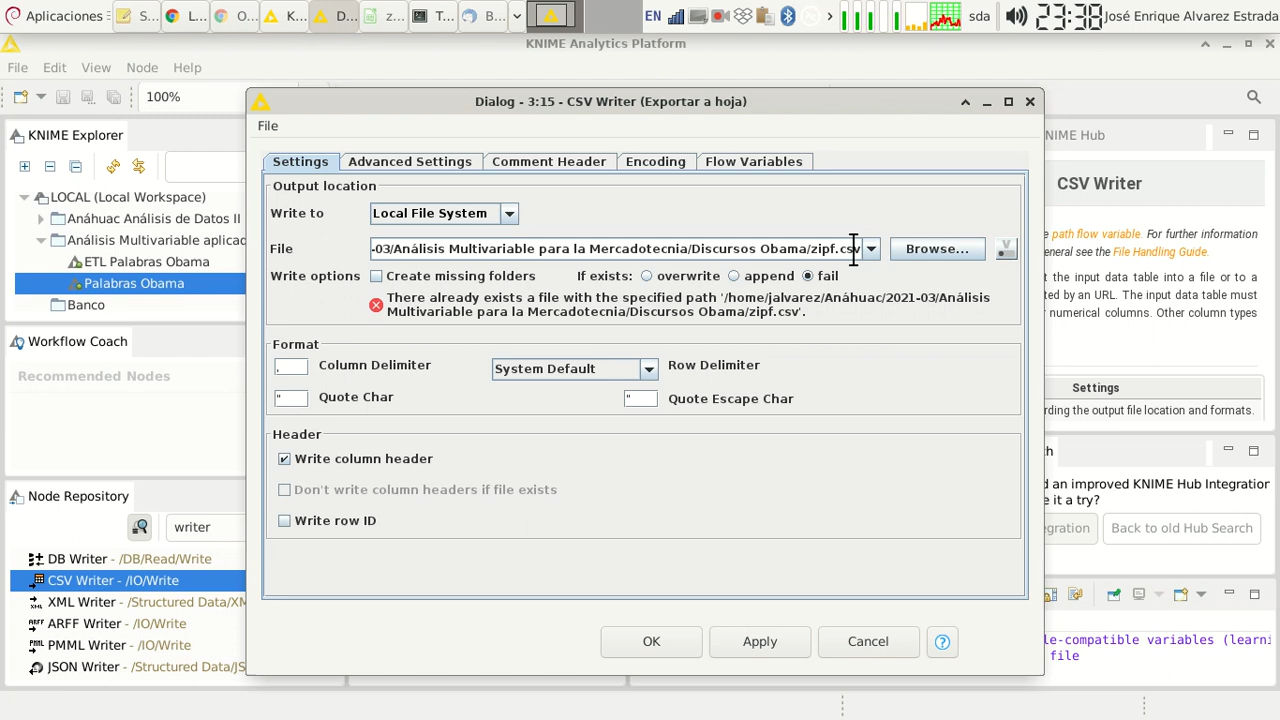 Aplicaciones
S...
L...
O...
K...
D...
z...
T...
B...
EN
sda
23:38
José Enrique Alvarez Estrada
KNIME Analytics Platform
File Edit View Node Help
100%
KNIME Explorer
LOCAL (Local Workspace)
Anáhuac Análisis de Datos II
Análisis Multivariable aplicad
ETL Palabras Obama
Palabras Obama
Banco
Workflow Coach
Recommended Nodes
Node Repository
writer
DB Writer - /DB/Read/Write
CSV Writer - /IO/Write
XML Writer - /Structured Data/XM
ARFF Writer - /IO/Write
PMML Writer - /IO/Write
JSON Writer - /Structured Data/JS
Dialog - 3:15 - CSV Writer (Exportar a hoja)
File
Settings Advanced Settings Comment Header Encoding Flow Variables
Output location
Write to Local File System
File -03/Análisis Multivariable para la Mercadotecnia/Discursos Obama/zipf.csv Browse...
Write options Create missing folders If exists: overwrite append fail
There already exists a file with the specified path '/home/jalvarez/Anáhuac/2021-03/Análisis
Multivariable para la Mercadotecnia/Discursos Obama/zipf.csv'.
Format
, Column Delimiter System Default Row Delimiter
" Quote Char " Quote Escape Char
Header
Write column header
Don't write column headers if file exists
Write row ID
OK Apply Cancel ?
NIME Hub
CSV Writer
e path flow variable. For further information
eneral see the File Handling Guide.
the input data table into a file or to a
ted by an URL. The input data table must
r numerical columns. Other column types
Settings
rding the output file location and formats.
ch
d an improved KNIME Hub Integration
e it a try?
egration Back to old Hub Search
le-compatible variables (learni
file